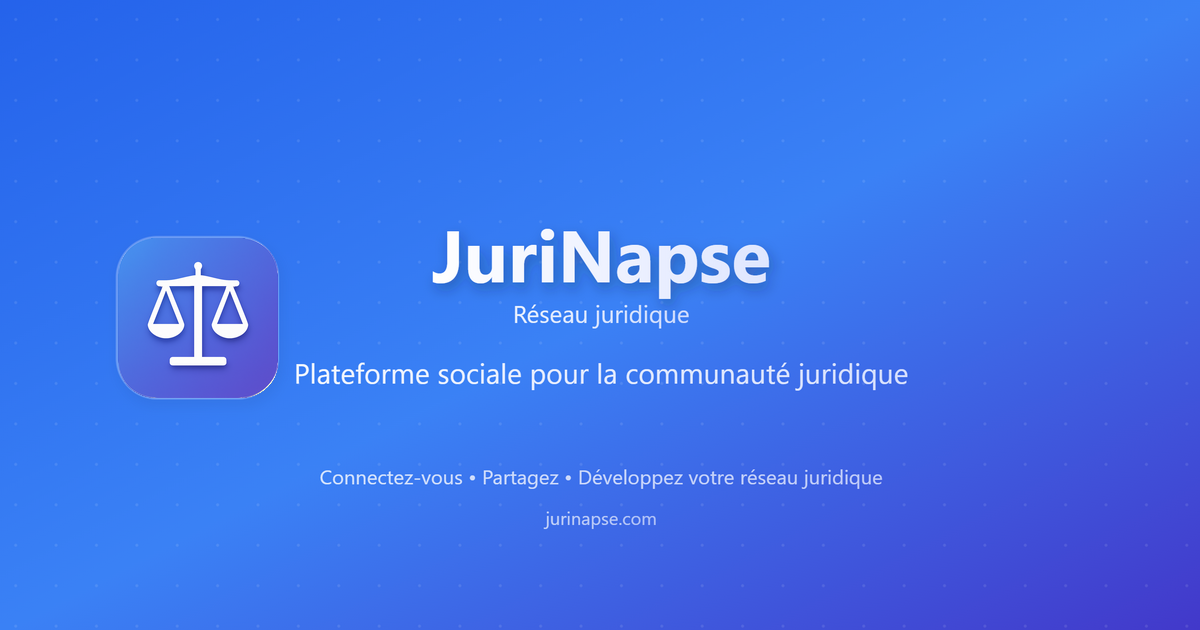 JuriNapse
Réseau juridique
Plateforme sociale pour la communauté juridique
Connectez-vous • Partagez • Développez votre réseau juridique
jurinapse.com